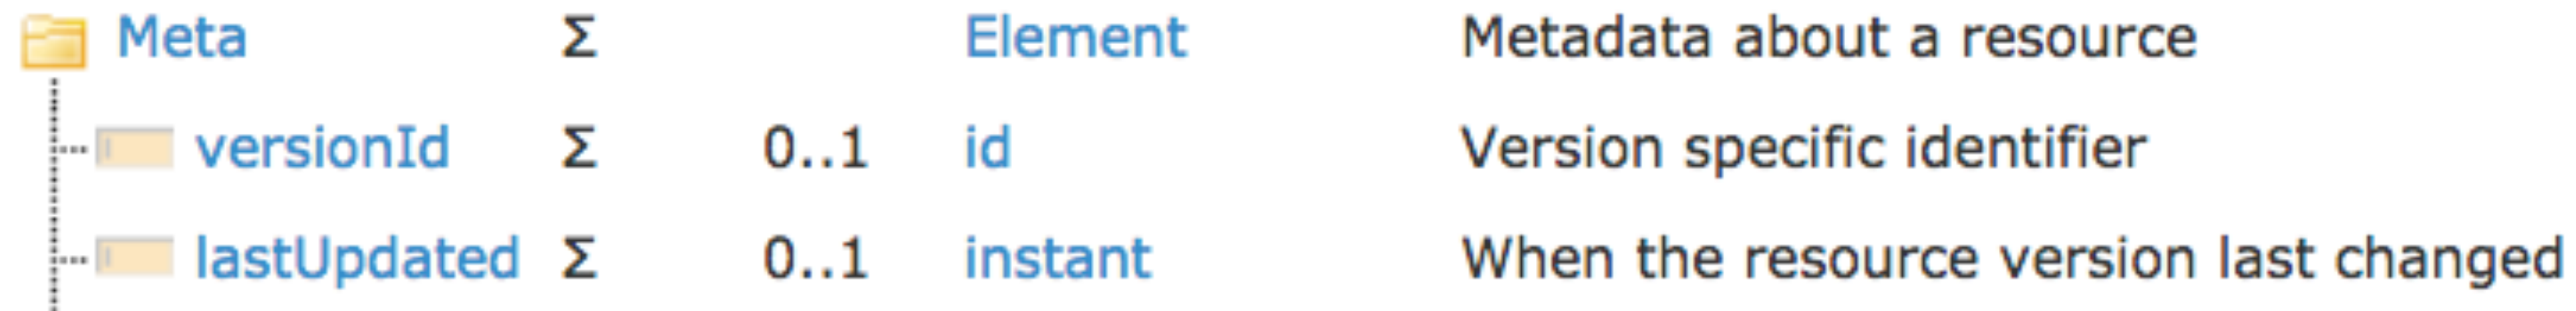 Meta Σ Element Metadata about a resource
versionId Σ 0..1 id Version specific identifier
lastUpdated Σ 0..1 instant When the resource version last changed